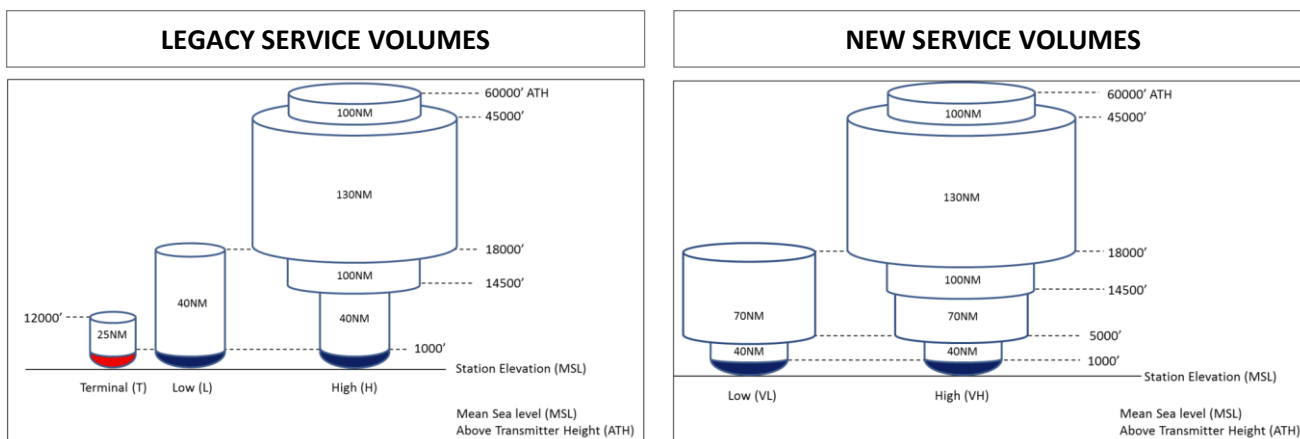 LEGACY SERVICE VOLUMES
60000' ATH
100NM
45000'
130NM
18000'
100NM
14500'
40NM
40NM
12000'
25NM
1000'
Station Elevation (MSL)
Terminal (T) Low (L) High (H)
Mean Sea level (MSL)
Above Transmitter Height (ATH)
NEW SERVICE VOLUMES
60000' ATH
100NM
45000'
130NM
18000'
100NM
14500'
70NM 70NM
5000'
40NM 40NM
1000'
Station Elevation (MSL)
Low (VL) High (VH)
Mean Sea level (MSL)
Above Transmitter Height (ATH)